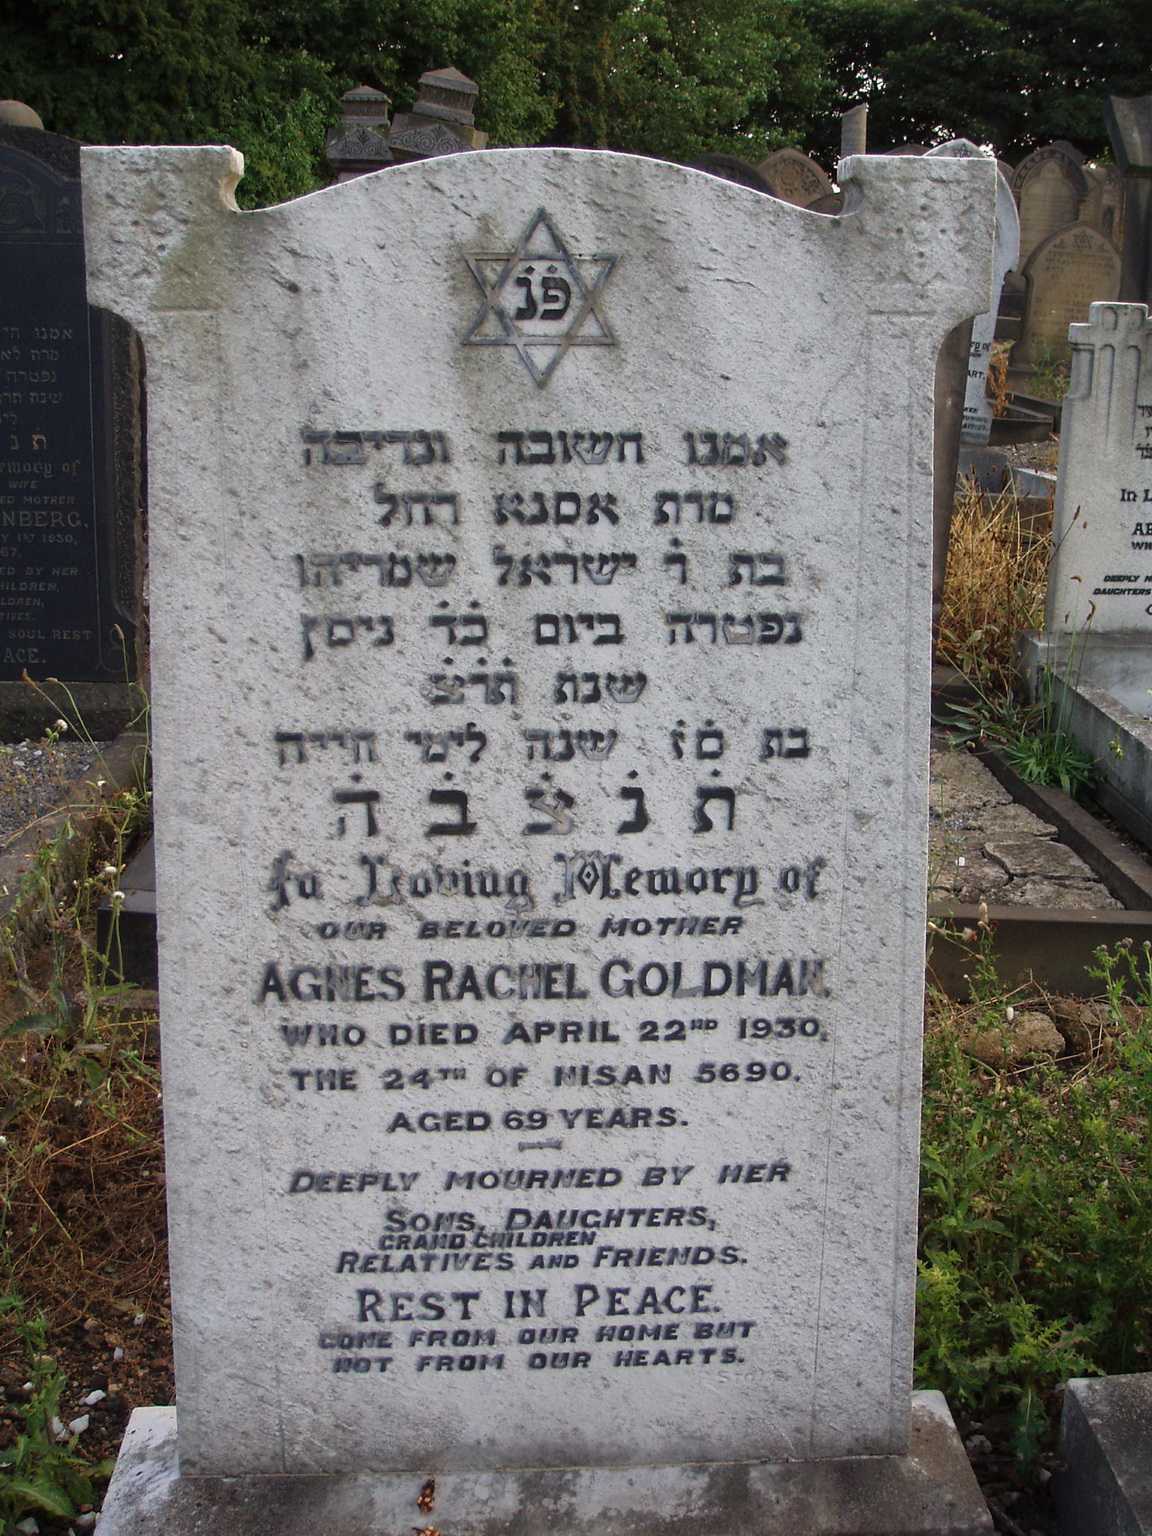 פ̇נ̇
אמנו חשובה ונדיבה
מרת אסנא רחל
בת ר׳ ישראל שמריהו
נפטרה ביום כ̇ד̇ ניסן
שנת ת̇ר̇צ̇
בת ס̇ז̇ שנה לימי חייה
ת̇ נ̇ צ̇ ב̇ ה̇
In Loving Memory of
OUR BELOVED MOTHER
AGNES RACHEL GOLDMAN,
WHO DIED APRIL 22ND 1930,
THE 24TH OF NISAN 5690.
AGED 69 YEARS.
DEEPLY MOURNED BY HER
SONS, DAUGHTERS,
GRAND CHILDREN
RELATIVES AND FRIENDS.
REST IN PEACE.
GONE FROM OUR HOME BUT
NOT FROM OUR HEARTS.